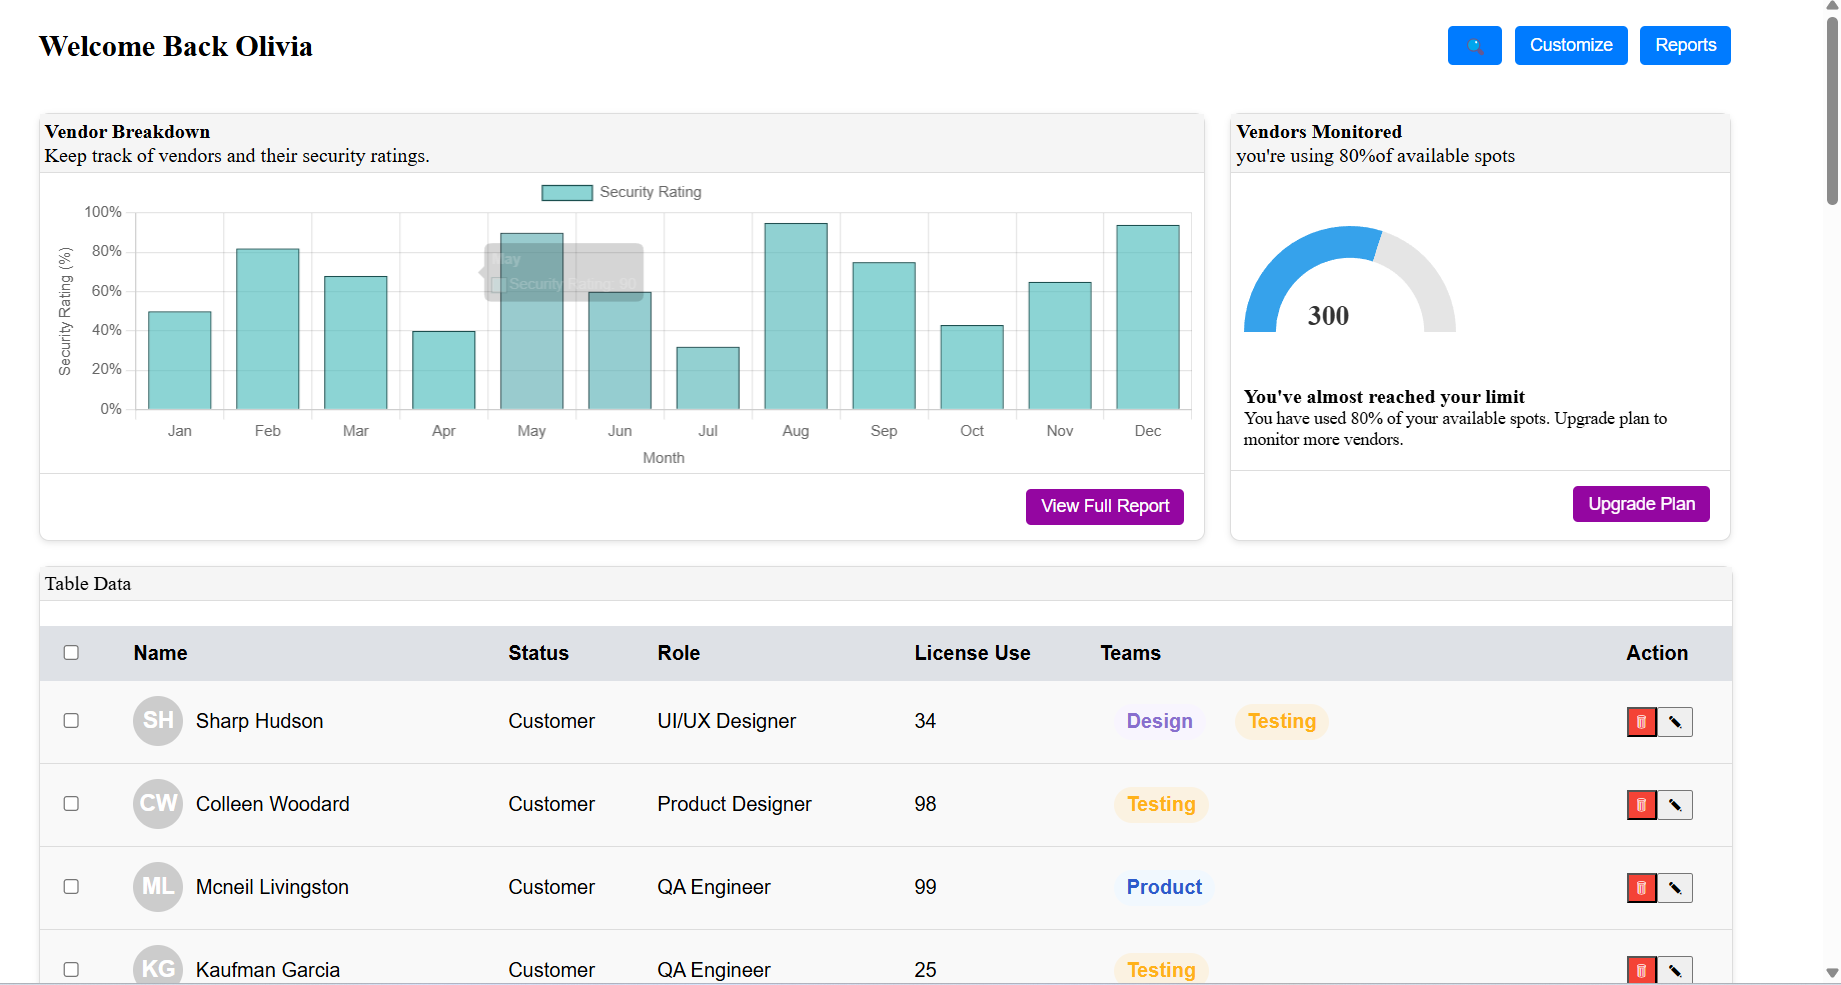 Welcome Back Olivia
Customize
Reports
Vendor Breakdown
Keep track of vendors and their security ratings.
Security Rating
100%
80%
60%
40%
20%
0%
Security Rating (%)
May
Security Rating: 90
Jan Feb Mar Apr May Jun Jul Aug Sep Oct Nov Dec
Month
View Full Report
Vendors Monitored
you're using 80%of available spots
300
You've almost reached your limit
You have used 80% of your available spots. Upgrade plan to
monitor more vendors.
Upgrade Plan
Table Data
Name Status Role License Use Teams Action
SH Sharp Hudson Customer UI/UX Designer 34 Design Testing
CW Colleen Woodard Customer Product Designer 98 Testing
ML Mcneil Livingston Customer QA Engineer 99 Product
KG Kaufman Garcia Customer QA Engineer 25 Testing